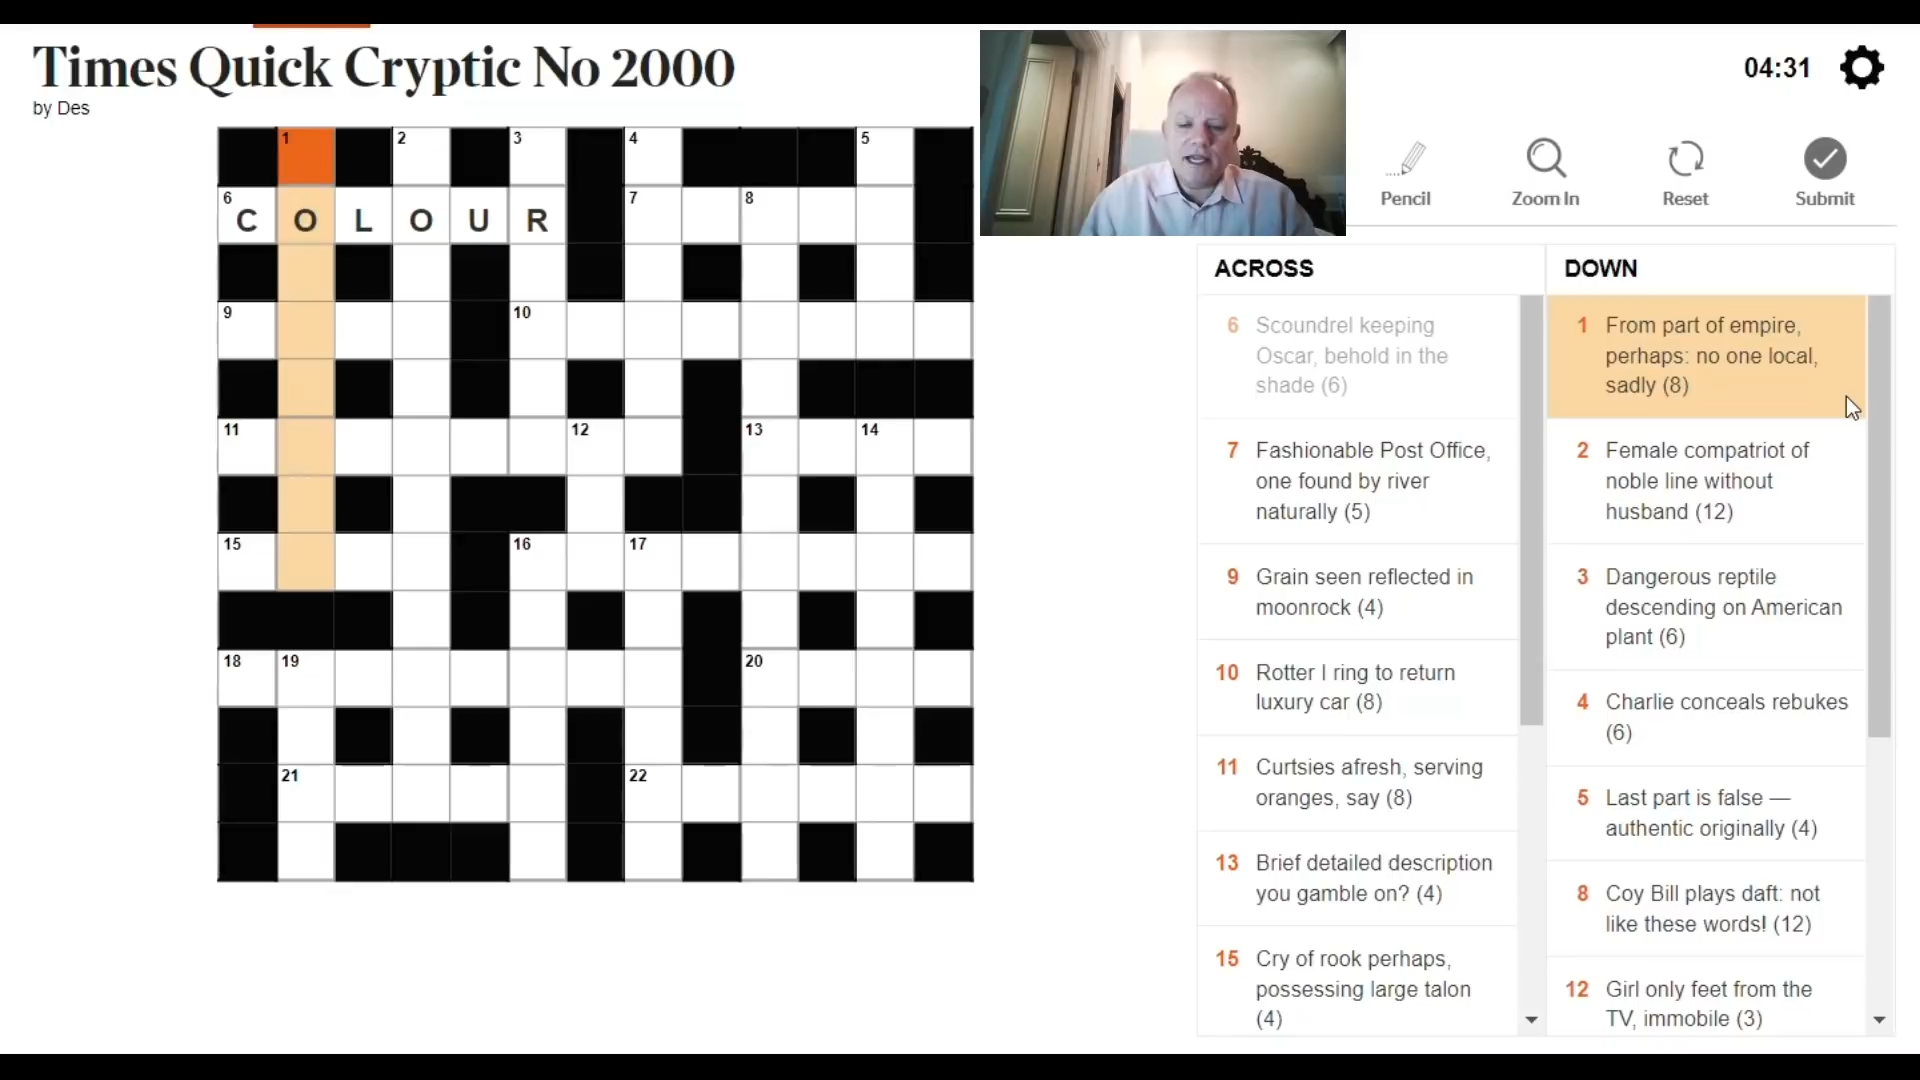 Times Quick Cryptic No 2000
by Des
04:31
Pencil
Zoom In
Reset
Submit
1
2
3
4
5
6
C O L O U R
7
8
9
10
11
12
13
14
15
16
17
18
19
20
21
22
ACROSS
6 Scoundrel keeping
Oscar, behold in the
shade (6)
7 Fashionable Post Office,
one found by river
naturally (5)
9 Grain seen reflected in
moonrock (4)
10 Rotter I ring to return
luxury car (8)
11 Curtsies afresh, serving
oranges, say (8)
13 Brief detailed description
you gamble on? (4)
15 Cry of rook perhaps,
possessing large talon
(4)
DOWN
1 From part of empire,
perhaps: no one local,
sadly (8)
2 Female compatriot of
noble line without
husband (12)
3 Dangerous reptile
descending on American
plant (6)
4 Charlie conceals rebukes
(6)
5 Last part is false —
authentic originally (4)
8 Coy Bill plays daft: not
like these words! (12)
12 Girl only feet from the
TV, immobile (3)